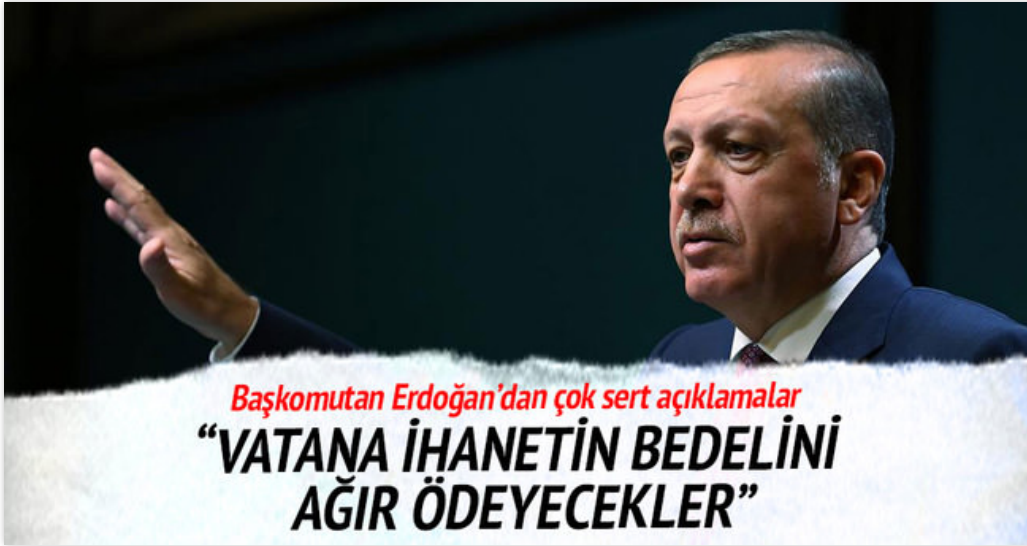 Başkomutan Erdoğan’dan çok sert açıklamalar
“VATANA İHANETİN BEDELİNİ
AĞIR ÖDEYECEKLER”